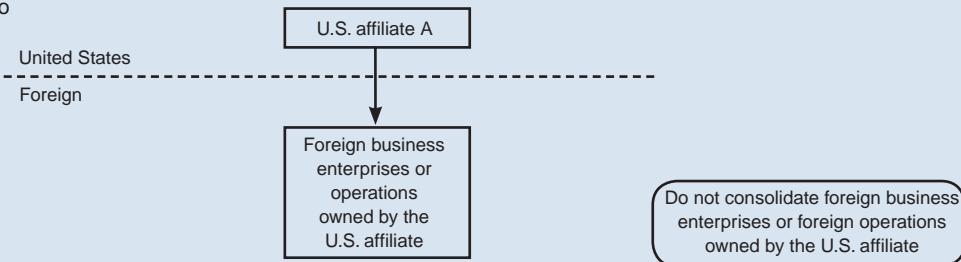 o
U.S. affiliate A
United States
Foreign
Foreign business
enterprises or
operations
owned by the
U.S. affiliate
Do not consolidate foreign business
enterprises or foreign operations
owned by the U.S. affiliate